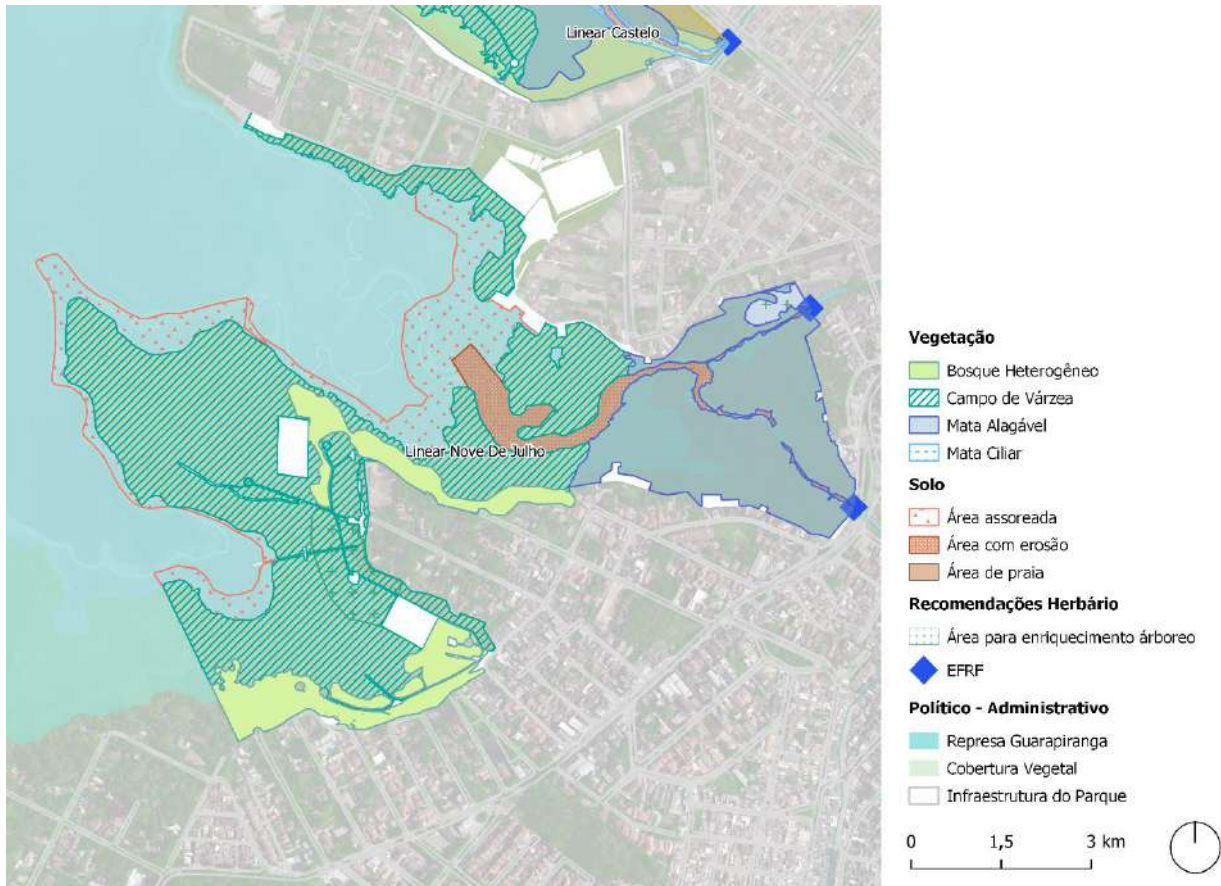 Linear Castelo
Linear Nove De Julho
Vegetação
Bosque Heterogêneo
Campo de Várzea
Mata Alagável
Mata Ciliar
Solo
Área assoreada
Área com erosão
Área de praia
Recomendações Herbário
Área para enriquecimento árboreo
EFRF
Político - Administrativo
Represa Guarapiranga
Cobertura Vegetal
Infraestrutura do Parque
0 1,5 3 km